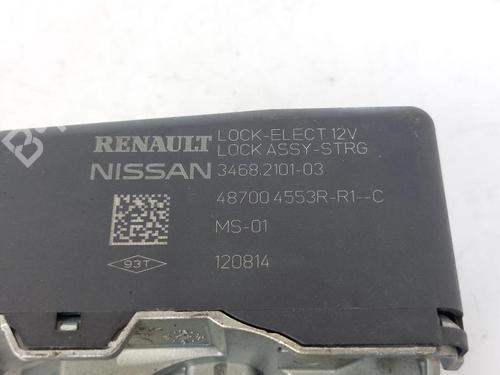 RENAULT LOCK-ELECT 12V
LOCK ASSY-STRG
NISSAN 3468.2101-03
48700 4553R-R1--C
MS-01
93T
120814